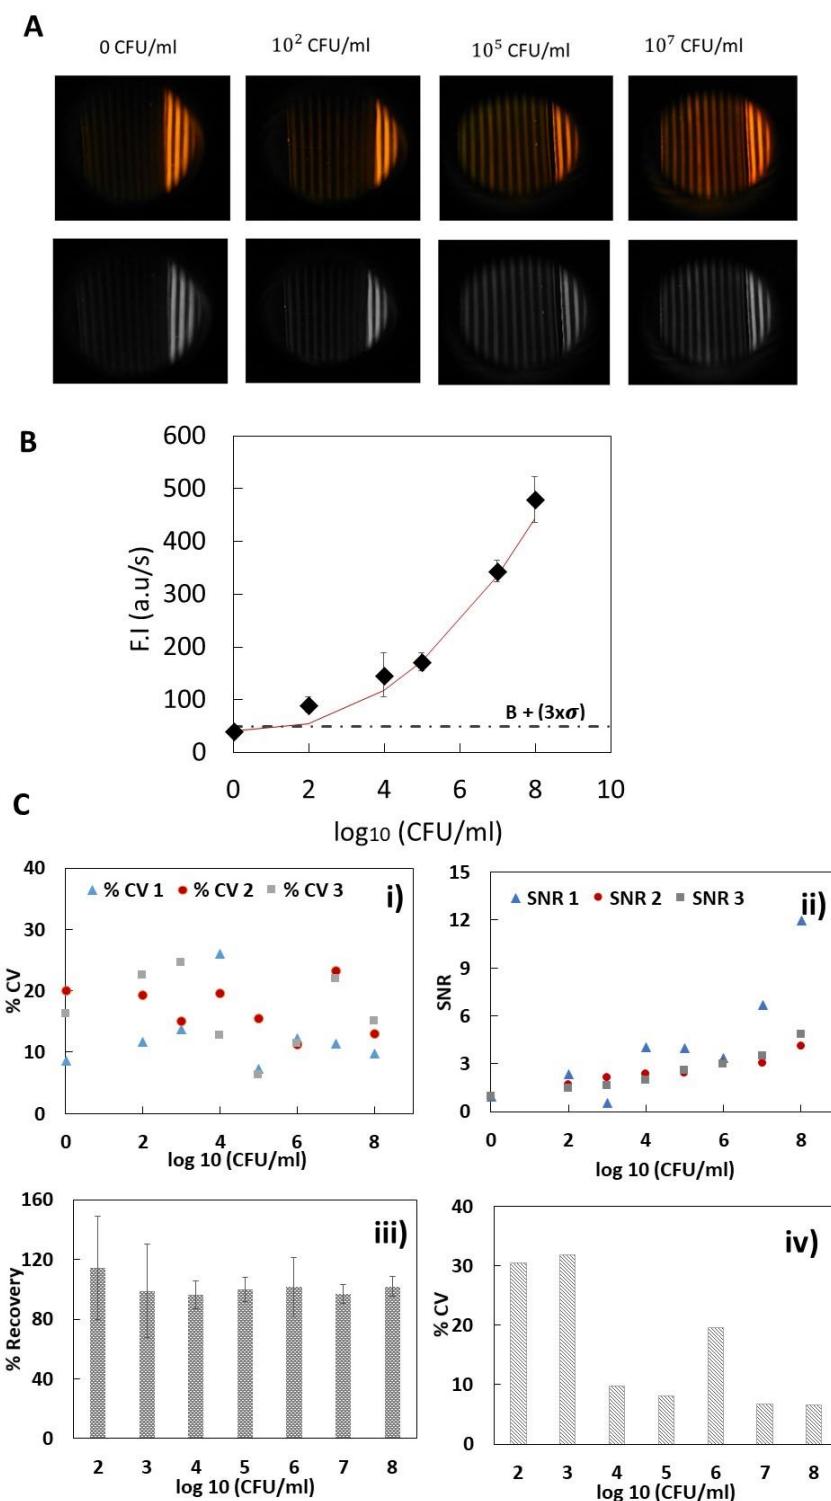 A
0 CFU/ml
10² CFU/ml
10⁵ CFU/ml
10⁷ CFU/ml
B
600
500
400
300
200
100
0
F.I (a.u/s)
B + (3xσ)
0 2 4 6 8 10
log10 (CFU/ml)
C
40
30
20
10
0
% CV
% CV 1 % CV 2 % CV 3
i)
0 2 4 6 8
log 10 (CFU/ml)
15
12
9
6
3
0
SNR
SNR 1 SNR 2 SNR 3
ii)
0 2 4 6 8
log 10 (CFU/ml)
160
120
80
40
0
% Recovery
iii)
2 3 4 5 6 7 8
log 10 (CFU/ml)
40
30
20
10
0
% CV
iv)
2 3 4 5 6 7 8
log 10 (CFU/ml)